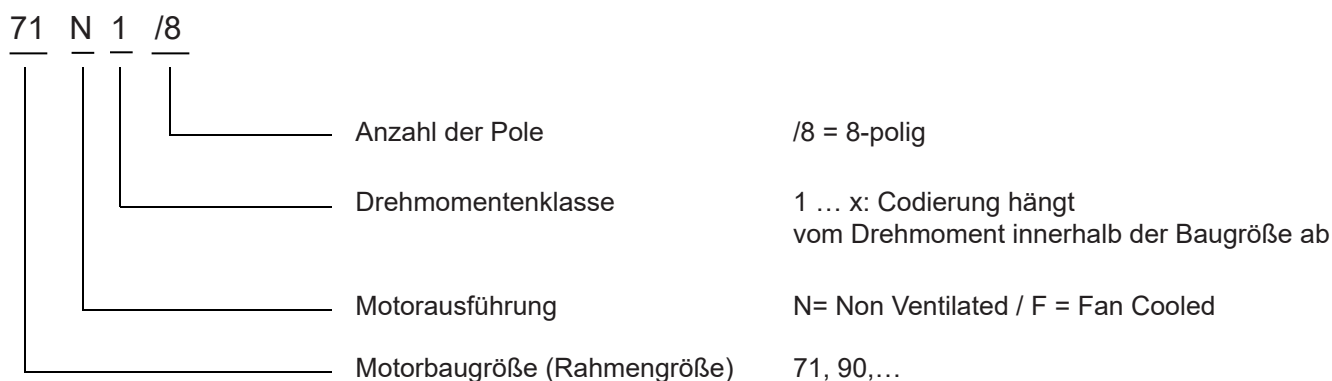 71 N 1 /8
Anzahl der Pole /8 = 8-polig
Drehmomentenklasse 1 … x: Codierung hängt
vom Drehmoment innerhalb der Baugröße ab
Motorausführung N= Non Ventilated / F = Fan Cooled
Motorbaugröße (Rahmengröße) 71, 90,…